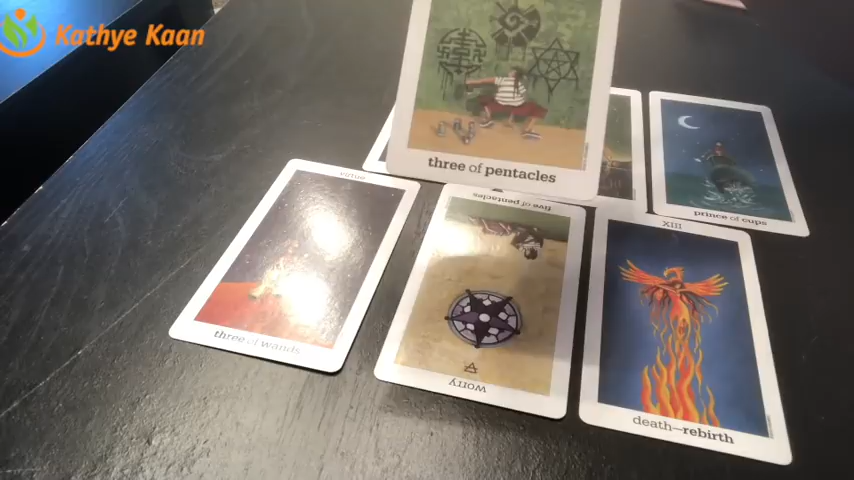 Kathye Kaan
three of pentacles
virtue
five of pentacles
prince of cups
XIII
three of wands
worry
death—rebirth